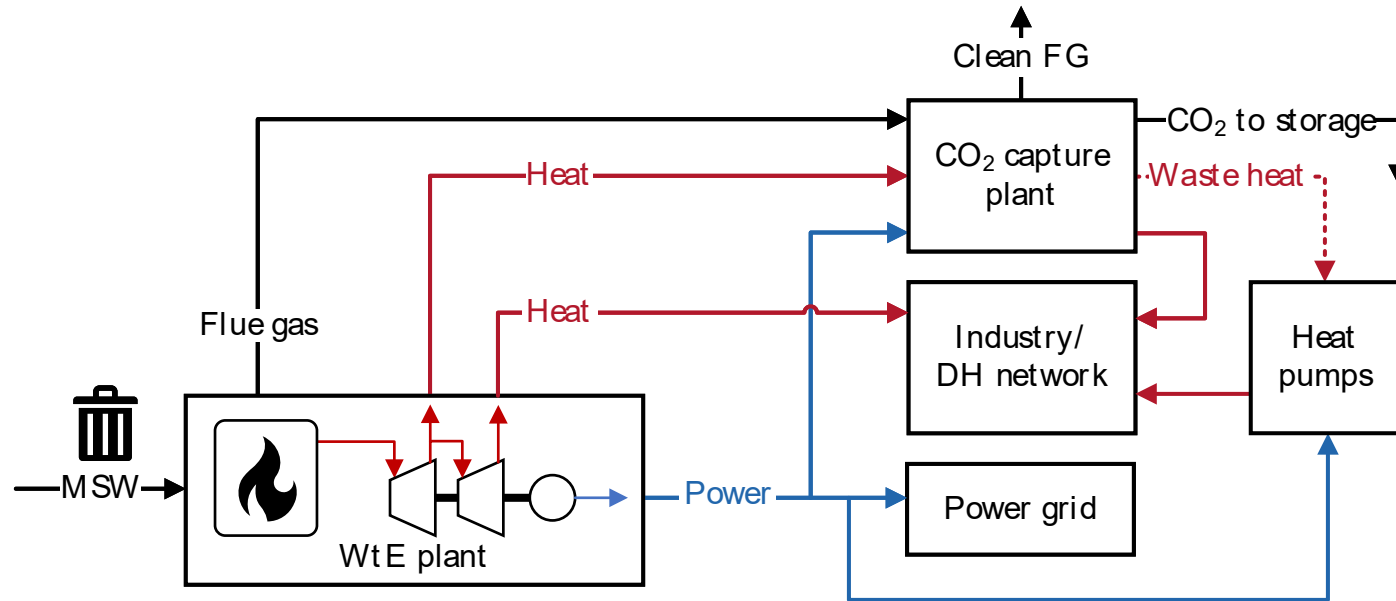 Clean FG
CO₂ to storage
CO₂ capture
plant
Heat
Waste heat
Flue gas
Heat
Industry/
DH network
Heat
pumps
MSW
WtE plant
Power
Power grid